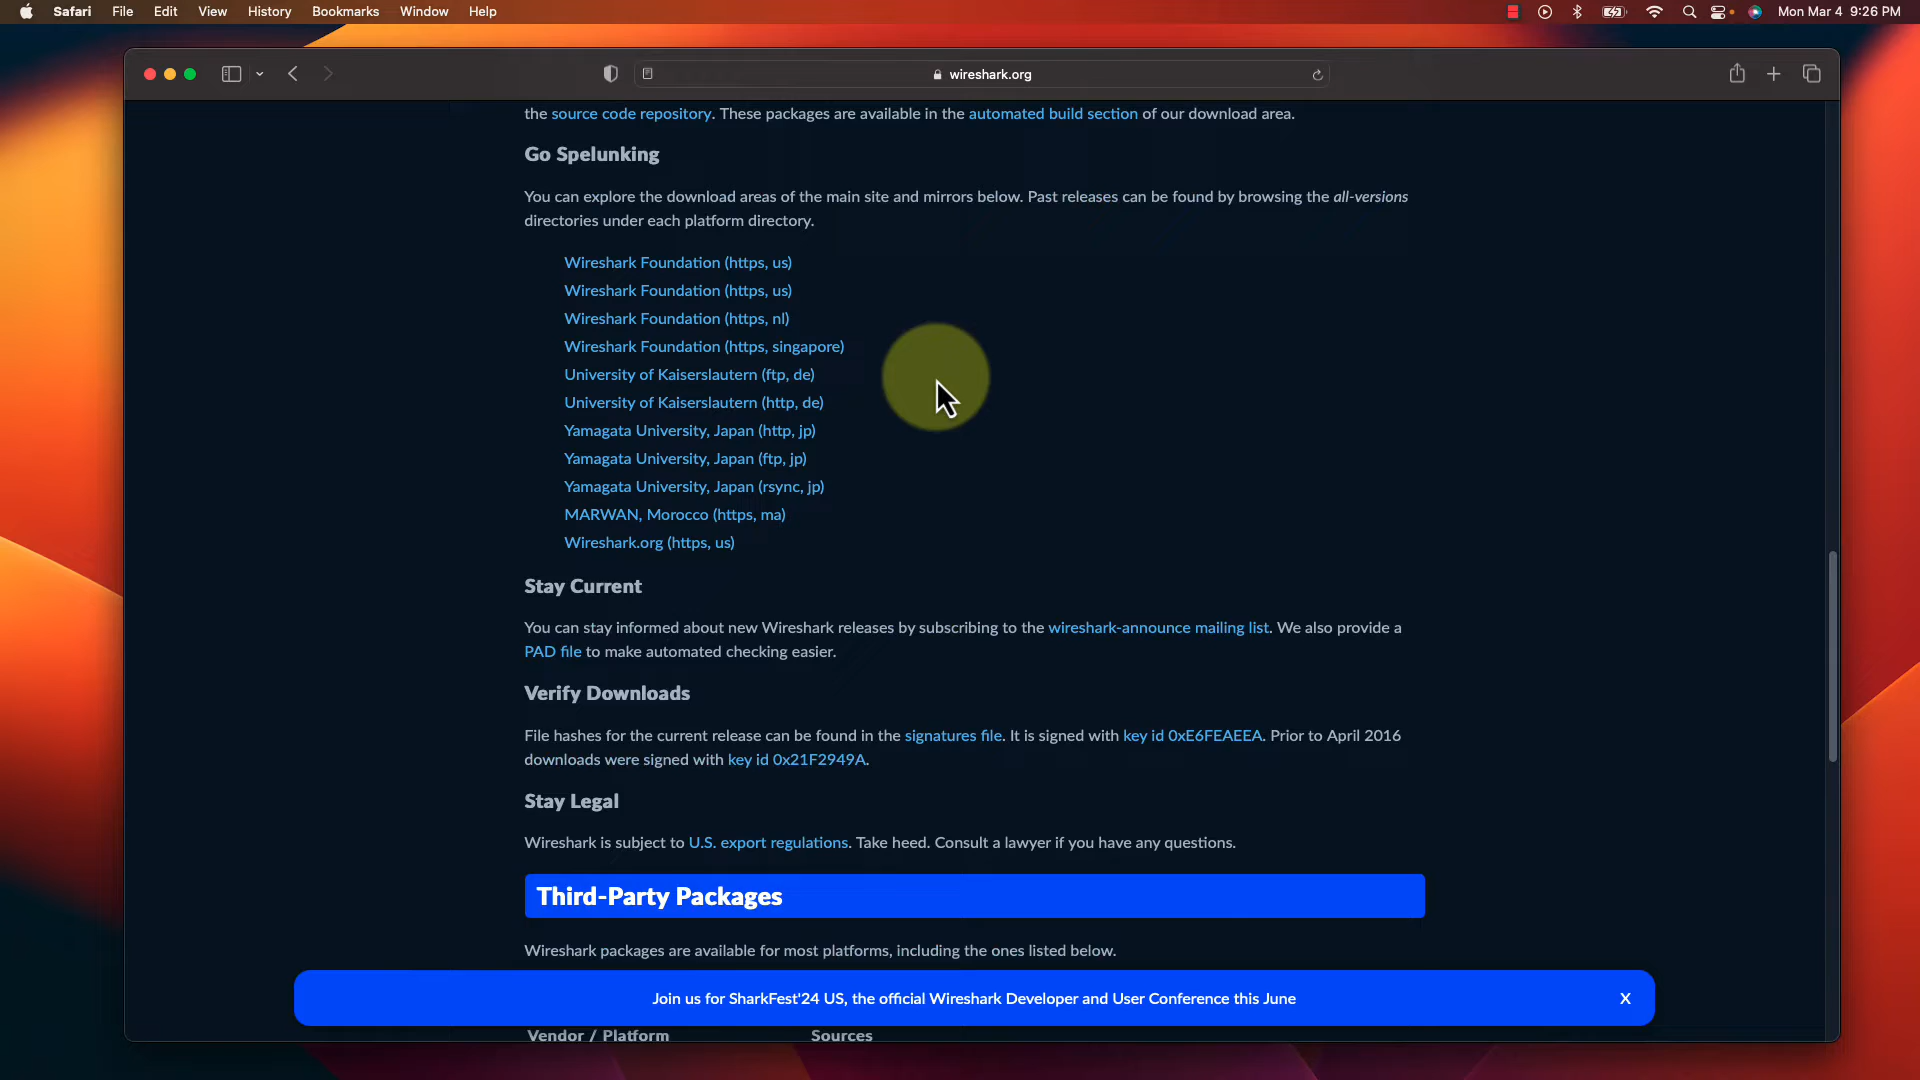 Safari File Edit View History Bookmarks Window Help Mon Mar 4 9:26 PM
wireshark.org
the source code repository. These packages are available in the automated build section of our download area.
Go Spelunking
You can explore the download areas of the main site and mirrors below. Past releases can be found by browsing the all-versions
directories under each platform directory.
Wireshark Foundation (https, us)
Wireshark Foundation (https, us)
Wireshark Foundation (https, nl)
Wireshark Foundation (https, singapore)
University of Kaiserslautern (ftp, de)
University of Kaiserslautern (http, de)
Yamagata University, Japan (http, jp)
Yamagata University, Japan (ftp, jp)
Yamagata University, Japan (rsync, jp)
MARWAN, Morocco (https, ma)
Wireshark.org (https, us)
Stay Current
You can stay informed about new Wireshark releases by subscribing to the wireshark-announce mailing list. We also provide a
PAD file to make automated checking easier.
Verify Downloads
File hashes for the current release can be found in the signatures file. It is signed with key id 0xE6FEAEEA. Prior to April 2016
downloads were signed with key id 0x21F2949A.
Stay Legal
Wireshark is subject to U.S. export regulations. Take heed. Consult a lawyer if you have any questions.
Third-Party Packages
Wireshark packages are available for most platforms, including the ones listed below.
Join us for SharkFest'24 US, the official Wireshark Developer and User Conference this June X
Vendor / Platform Sources